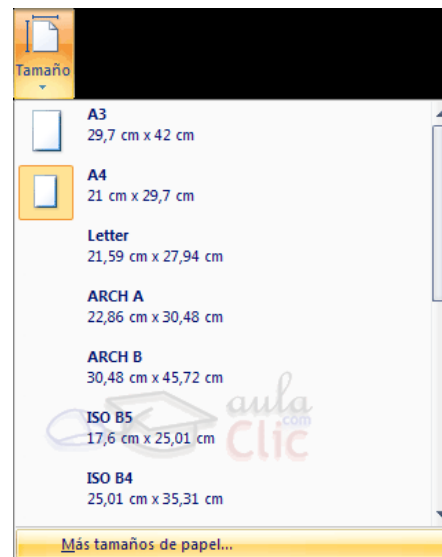 Tamaño
A3
29,7 cm x 42 cm
A4
21 cm x 29,7 cm
Letter
21,59 cm x 27,94 cm
ARCH A
22,86 cm x 30,48 cm
ARCH B
30,48 cm x 45,72 cm
ISO B5
17,6 cm x 25,01 cm
ISO B4
25,01 cm x 35,31 cm
aula
.com
Clic
Más tamaños de papel...